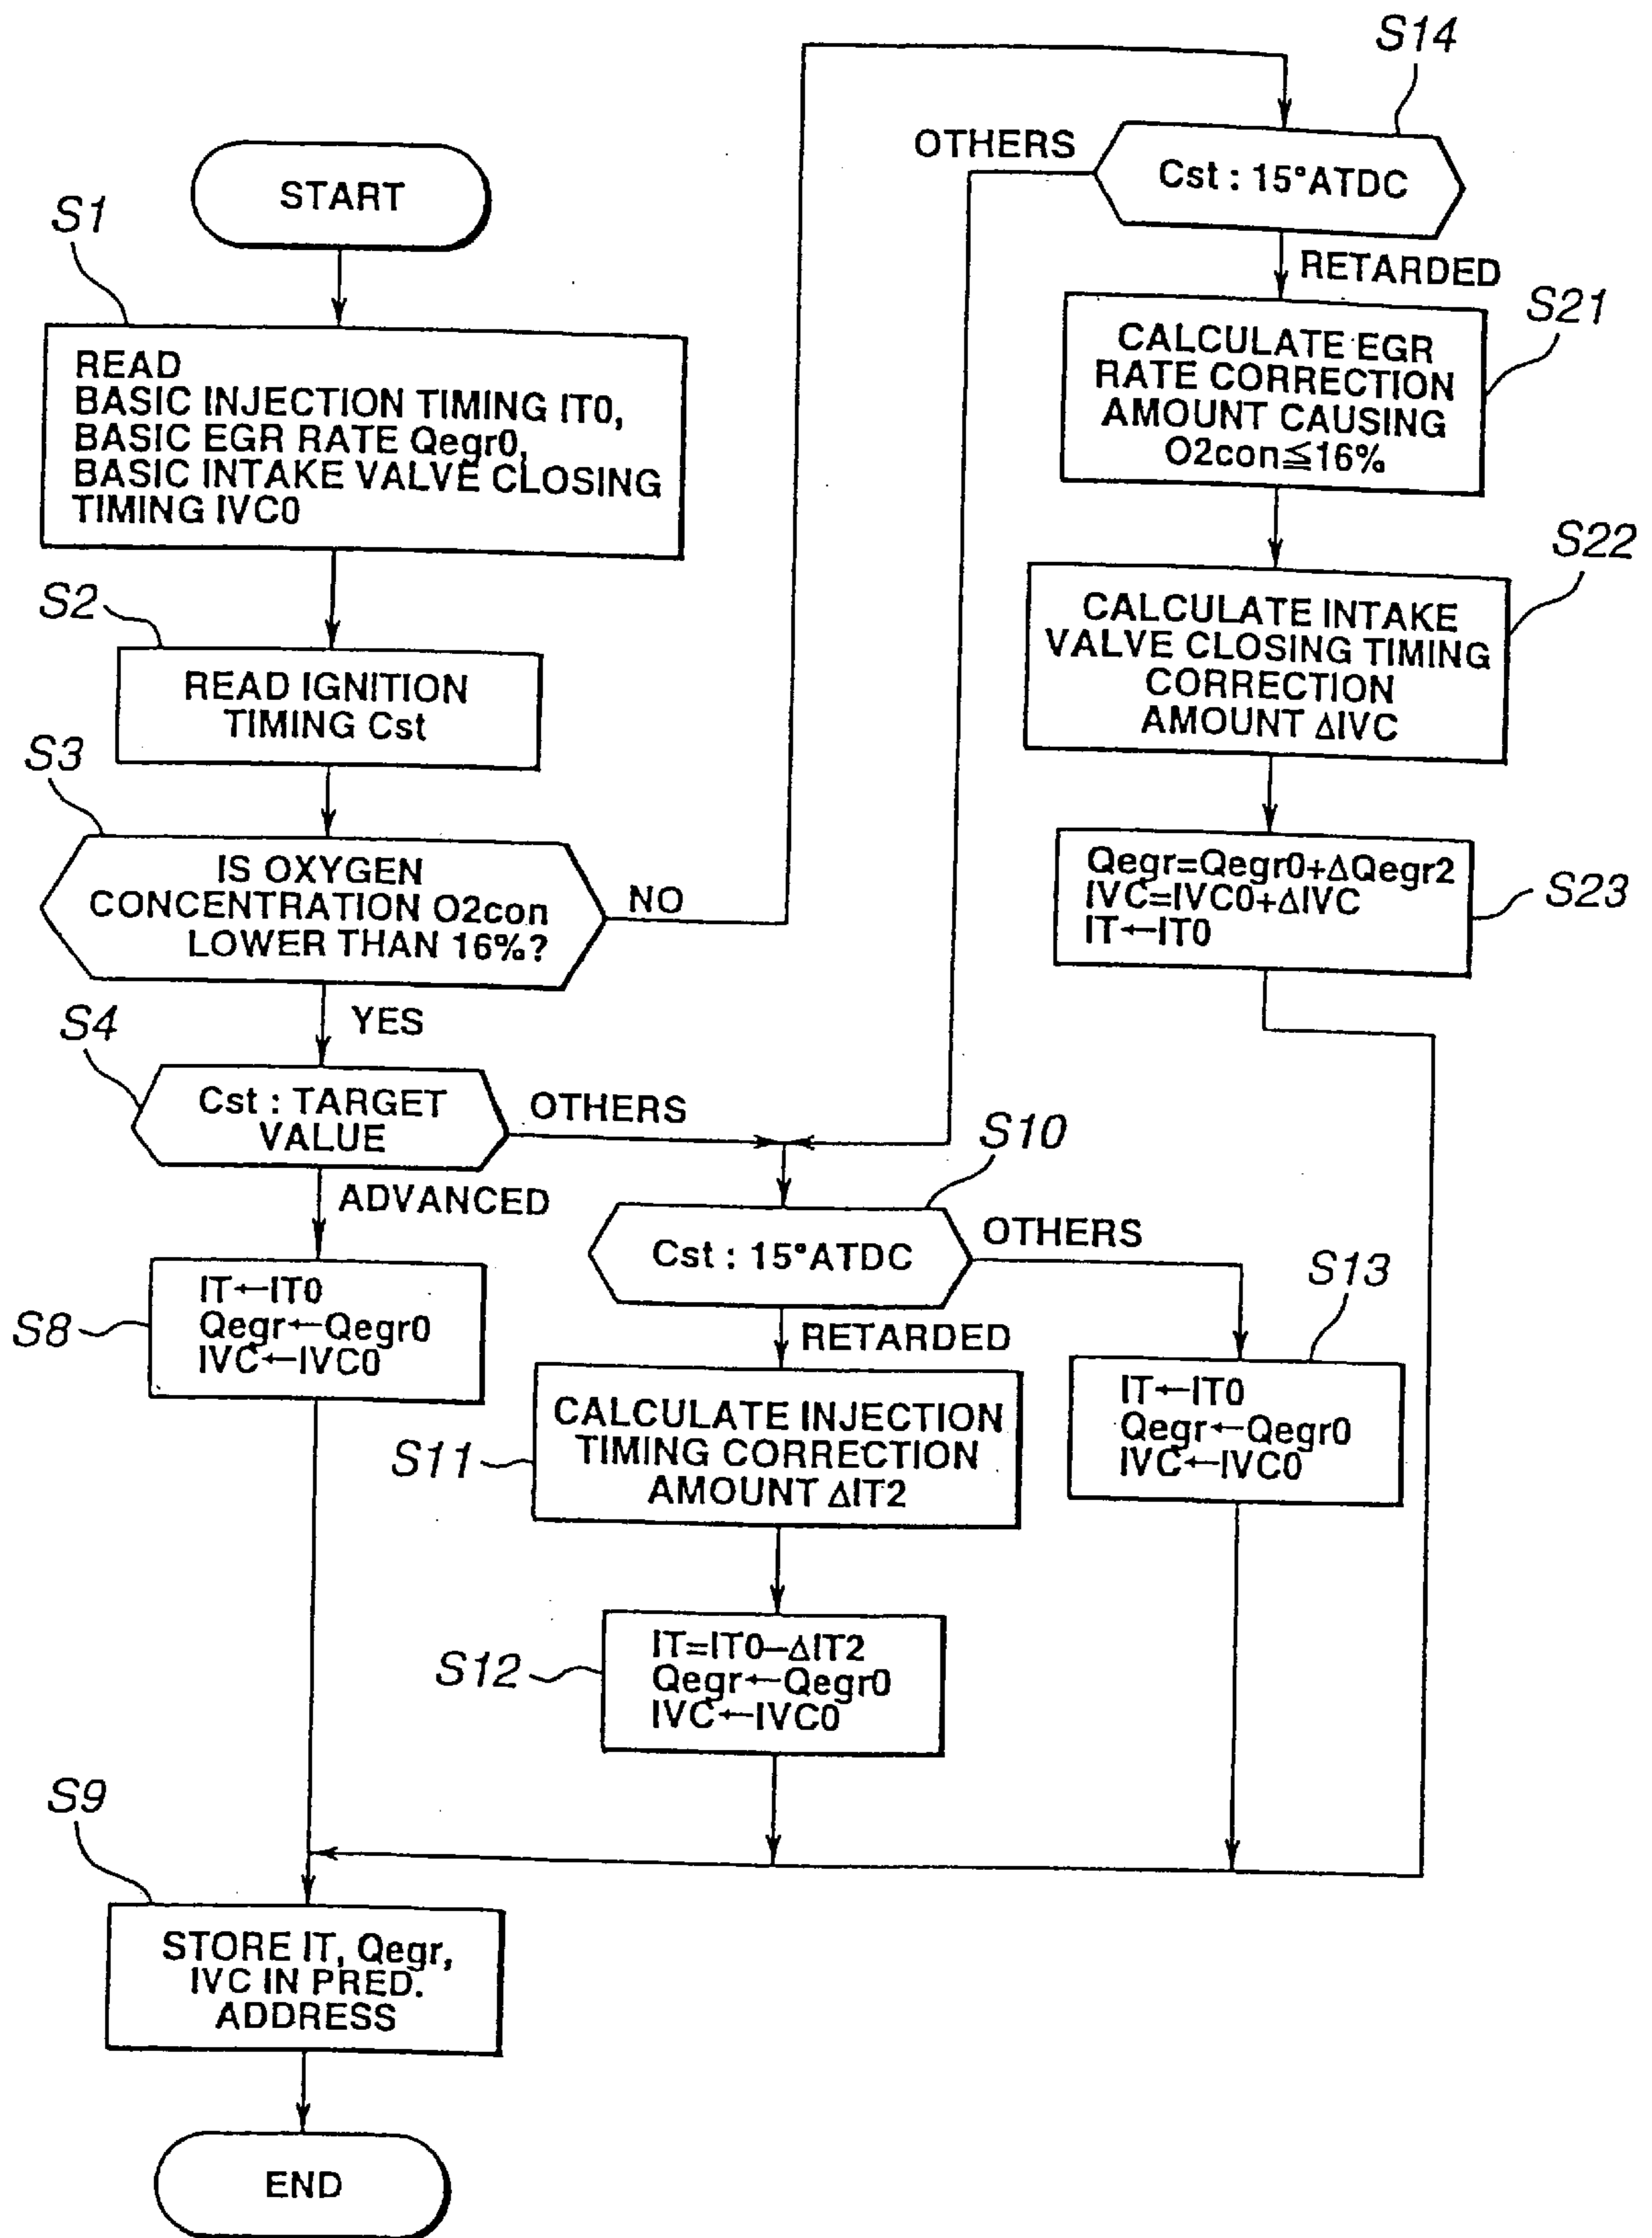 START
S1
READ
BASIC INJECTION TIMING IT0,
BASIC EGR RATE Qegr0,
BASIC INTAKE VALVE CLOSING
TIMING IVC0
S2
READ IGNITION
TIMING Cst
S3
IS OXYGEN
CONCENTRATION O2con
LOWER THAN 16%?
NO
YES
S4
Cst : TARGET
VALUE
OTHERS
ADVANCED
S8
IT←IT0
Qegr←Qegr0
IVC←IVC0
S14
OTHERS
Cst : 15°ATDC
RETARDED
S21
CALCULATE EGR
RATE CORRECTION
AMOUNT CAUSING
O2con≦16%
S22
CALCULATE INTAKE
VALVE CLOSING TIMING
CORRECTION
AMOUNT ΔIVC
S23
Qegr=Qegr0+ΔQegr2
IVC=IVC0+ΔIVC
IT←IT0
S10
Cst : 15°ATDC
OTHERS
RETARDED
S11
CALCULATE INJECTION
TIMING CORRECTION
AMOUNT ΔIT2
S13
IT←IT0
Qegr←Qegr0
IVC←IVC0
S12
IT=IT0−ΔIT2
Qegr←Qegr0
IVC←IVC0
S9
STORE IT, Qegr,
IVC IN PRED.
ADDRESS
END